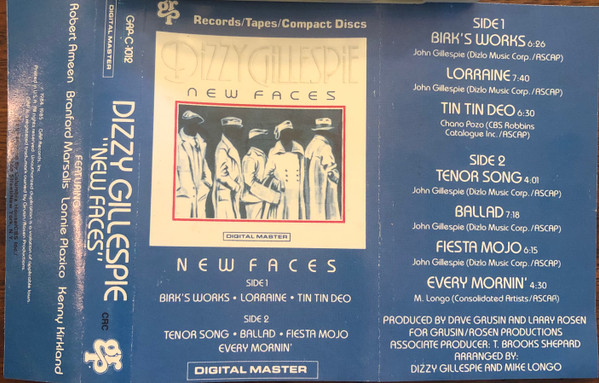 Robert Ameen Branford Marsalis Lonnie Plaxico Kenny Kirkland
FEATURING
DIGITAL MASTER
GRP-C-1012
DIZZY GILLESPIE
"NEW FACES"
CRC
GRP
GRP
Records/Tapes/Compact Discs
DIZZY GILLESPIE
NEW FACES
DIGITAL MASTER
NEW FACES
SIDE 1
BIRK'S WORKS • LORRAINE • TIN TIN DEO
SIDE 2
TENOR SONG • BALLAD • FIESTA MOJO
EVERY MORNIN'
DIGITAL MASTER
SIDE 1
BIRK'S WORKS 6:26
John Gillespie (Dizlo Music Corp./ASCAP)
LORRAINE 7:40
John Gillespie (Dizlo Music Corp./ASCAP)
TIN TIN DEO 6:30
Chano Pozo (CBS Robbins
Catalogue Inc./ASCAP)
SIDE 2
TENOR SONG 4:01
John Gillespie (Dizlo Music Corp./ASCAP)
BALLAD 7:18
John Gillespie (Dizlo Music Corp./ASCAP)
FIESTA MOJO 6:15
John Gillespie (Dizlo Music Corp./ASCAP)
EVERY MORNIN' 4:30
M. Longo (Consolidated Artists/ASCAP)
PRODUCED BY DAVE GRUSIN AND LARRY ROSEN
FOR GRUSIN/ROSEN PRODUCTIONS
ASSOCIATE PRODUCER: T. BROOKS SHEPARD
ARRANGED BY:
DIZZY GILLESPIE AND MIKE LONGO